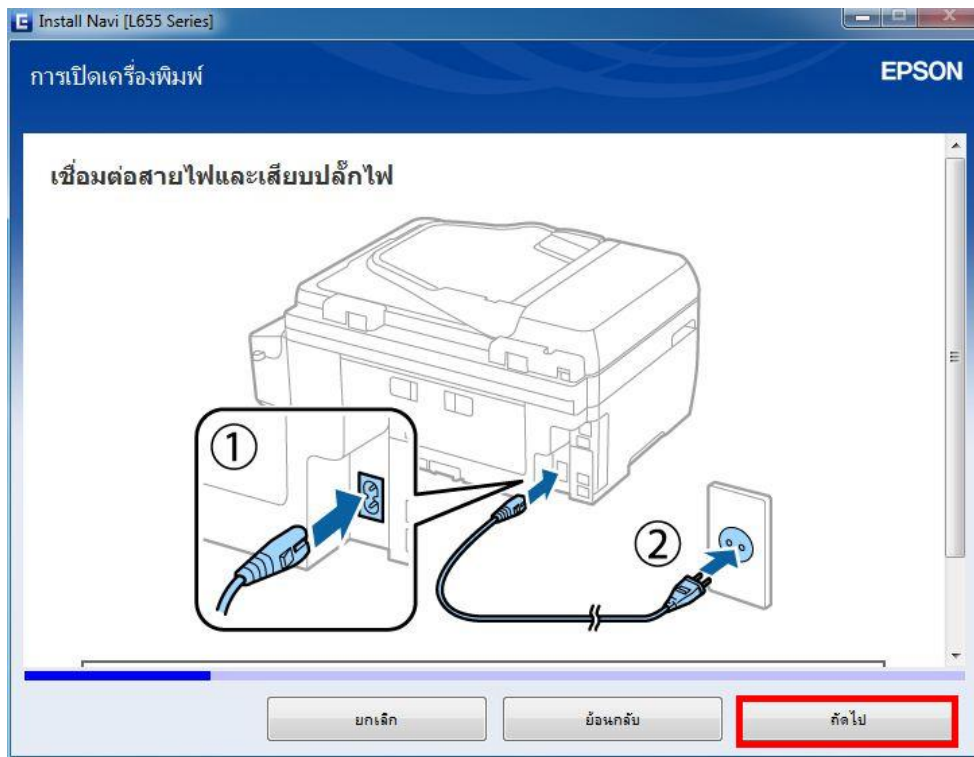 Install Navi [L655 Series]
การเปิดเครื่องพิมพ์
EPSON
เชื่อมต่อสายไฟและเสียบปลั๊กไฟ
①
②
ยกเลิก
ย้อนกลับ
ถัดไป